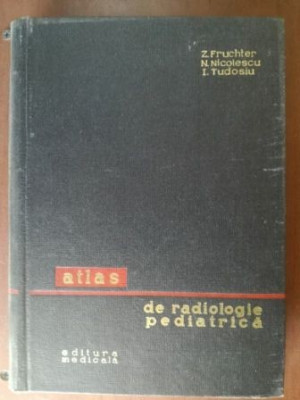 Z. Fruchter
N. Nicolescu
I. Tudosiu
atlas
de radiologie
pediatrică
editura
medicală